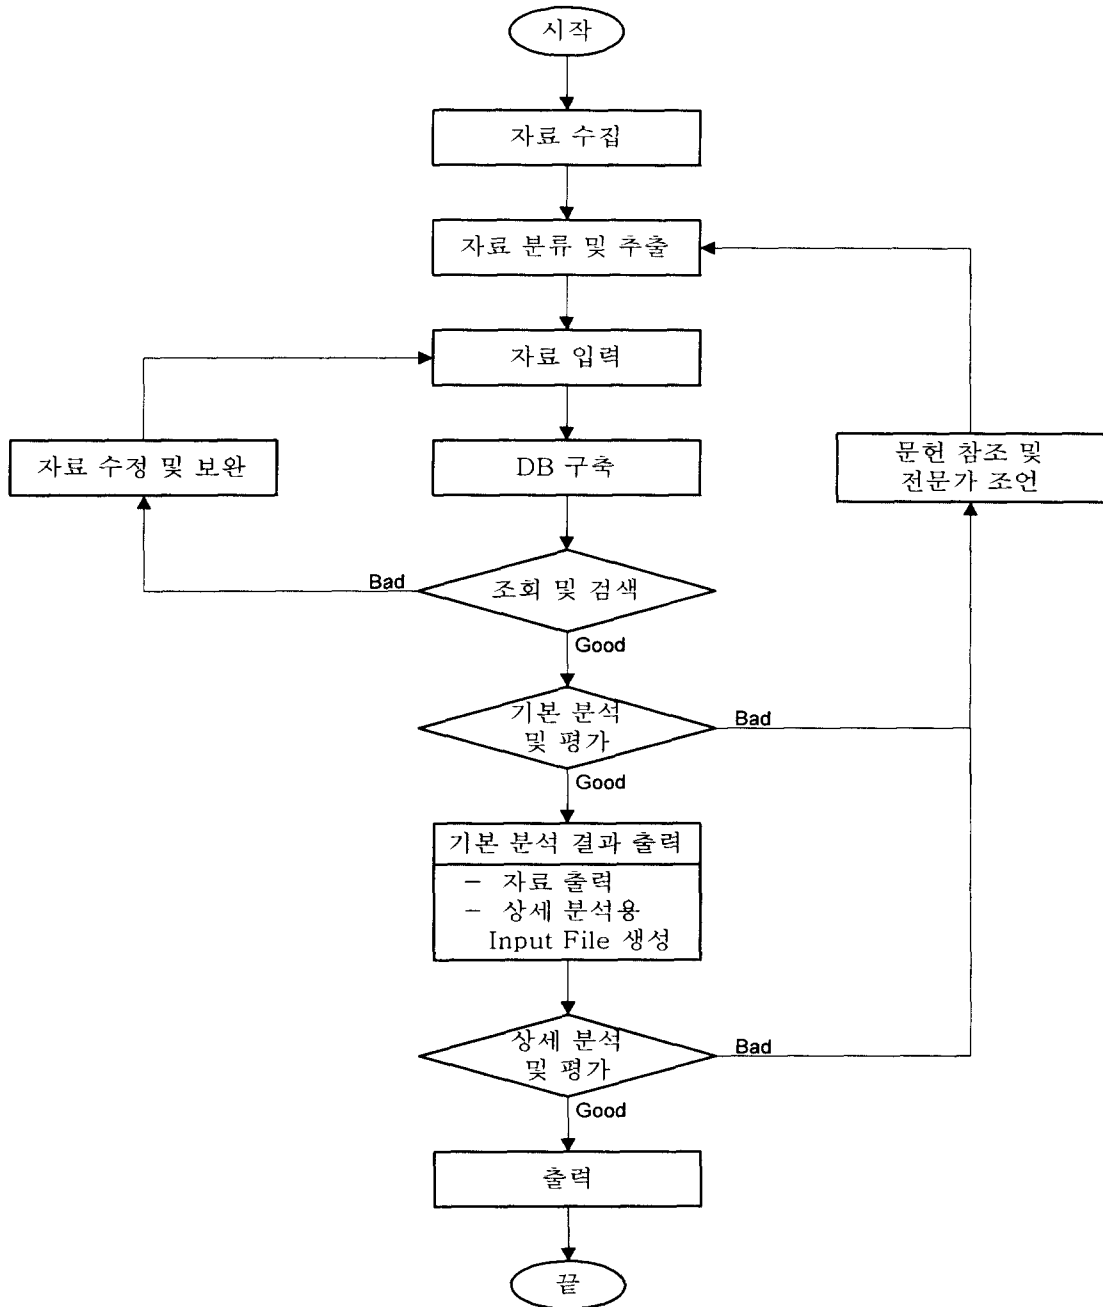 시작
자료 수집
자료 분류 및 추출
자료 입력
자료 수정 및 보완
DB 구축
문헌 참조 및
전문가 조언
Bad
조회 및 검색
Good
기본 분석
및 평가
Bad
Good
기본 분석 결과 출력
- 자료 출력
- 상세 분석용
Input File 생성
상세 분석
및 평가
Bad
Good
출력
끝